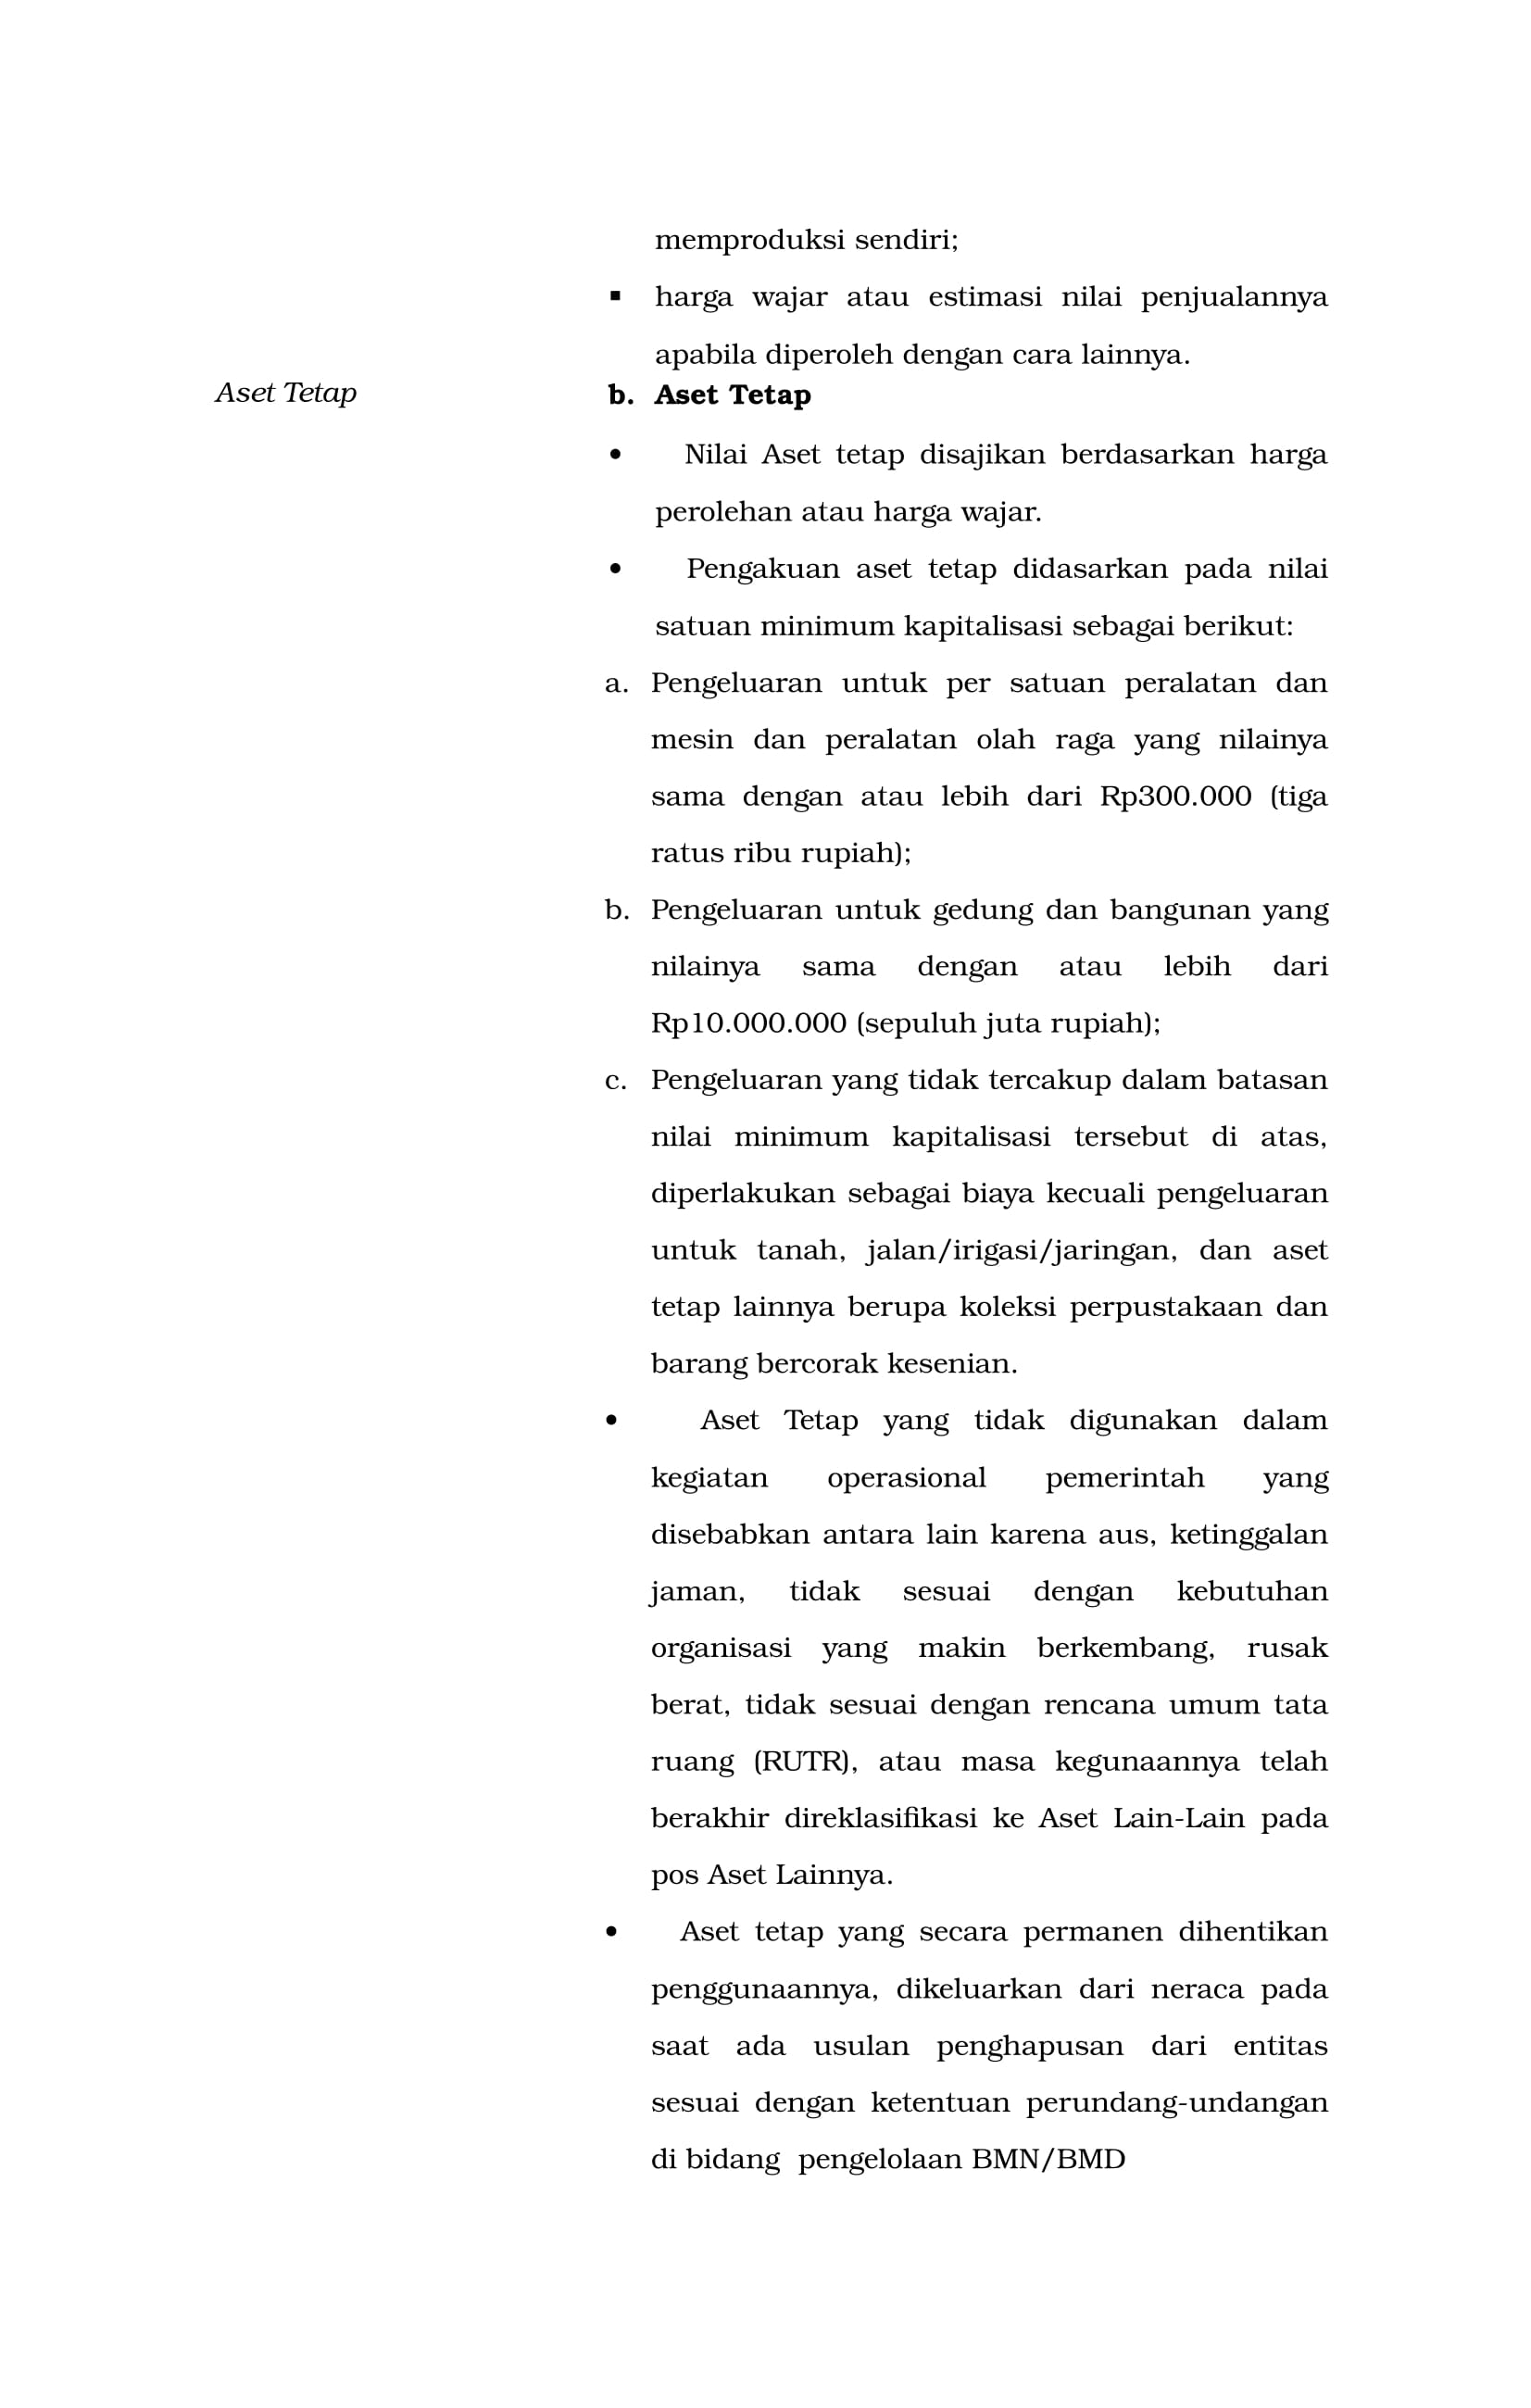 memproduksi sendiri;
▪ harga wajar atau estimasi nilai penjualannya
apabila diperoleh dengan cara lainnya.
Aset Tetap
b. Aset Tetap
• Nilai Aset tetap disajikan berdasarkan harga
perolehan atau harga wajar.
• Pengakuan aset tetap didasarkan pada nilai
satuan minimum kapitalisasi sebagai berikut:
a. Pengeluaran untuk per satuan peralatan dan
mesin dan peralatan olah raga yang nilainya
sama dengan atau lebih dari Rp300.000 (tiga
ratus ribu rupiah);
b. Pengeluaran untuk gedung dan bangunan yang
nilainya sama dengan atau lebih dari
Rp10.000.000 (sepuluh juta rupiah);
c. Pengeluaran yang tidak tercakup dalam batasan
nilai minimum kapitalisasi tersebut di atas,
diperlakukan sebagai biaya kecuali pengeluaran
untuk tanah, jalan/irigasi/jaringan, dan aset
tetap lainnya berupa koleksi perpustakaan dan
barang bercorak kesenian.
• Aset Tetap yang tidak digunakan dalam
kegiatan operasional pemerintah yang
disebabkan antara lain karena aus, ketinggalan
jaman, tidak sesuai dengan kebutuhan
organisasi yang makin berkembang, rusak
berat, tidak sesuai dengan rencana umum tata
ruang (RUTR), atau masa kegunaannya telah
berakhir direklasifikasi ke Aset Lain-Lain pada
pos Aset Lainnya.
• Aset tetap yang secara permanen dihentikan
penggunaannya, dikeluarkan dari neraca pada
saat ada usulan penghapusan dari entitas
sesuai dengan ketentuan perundang-undangan
di bidang pengelolaan BMN/BMD